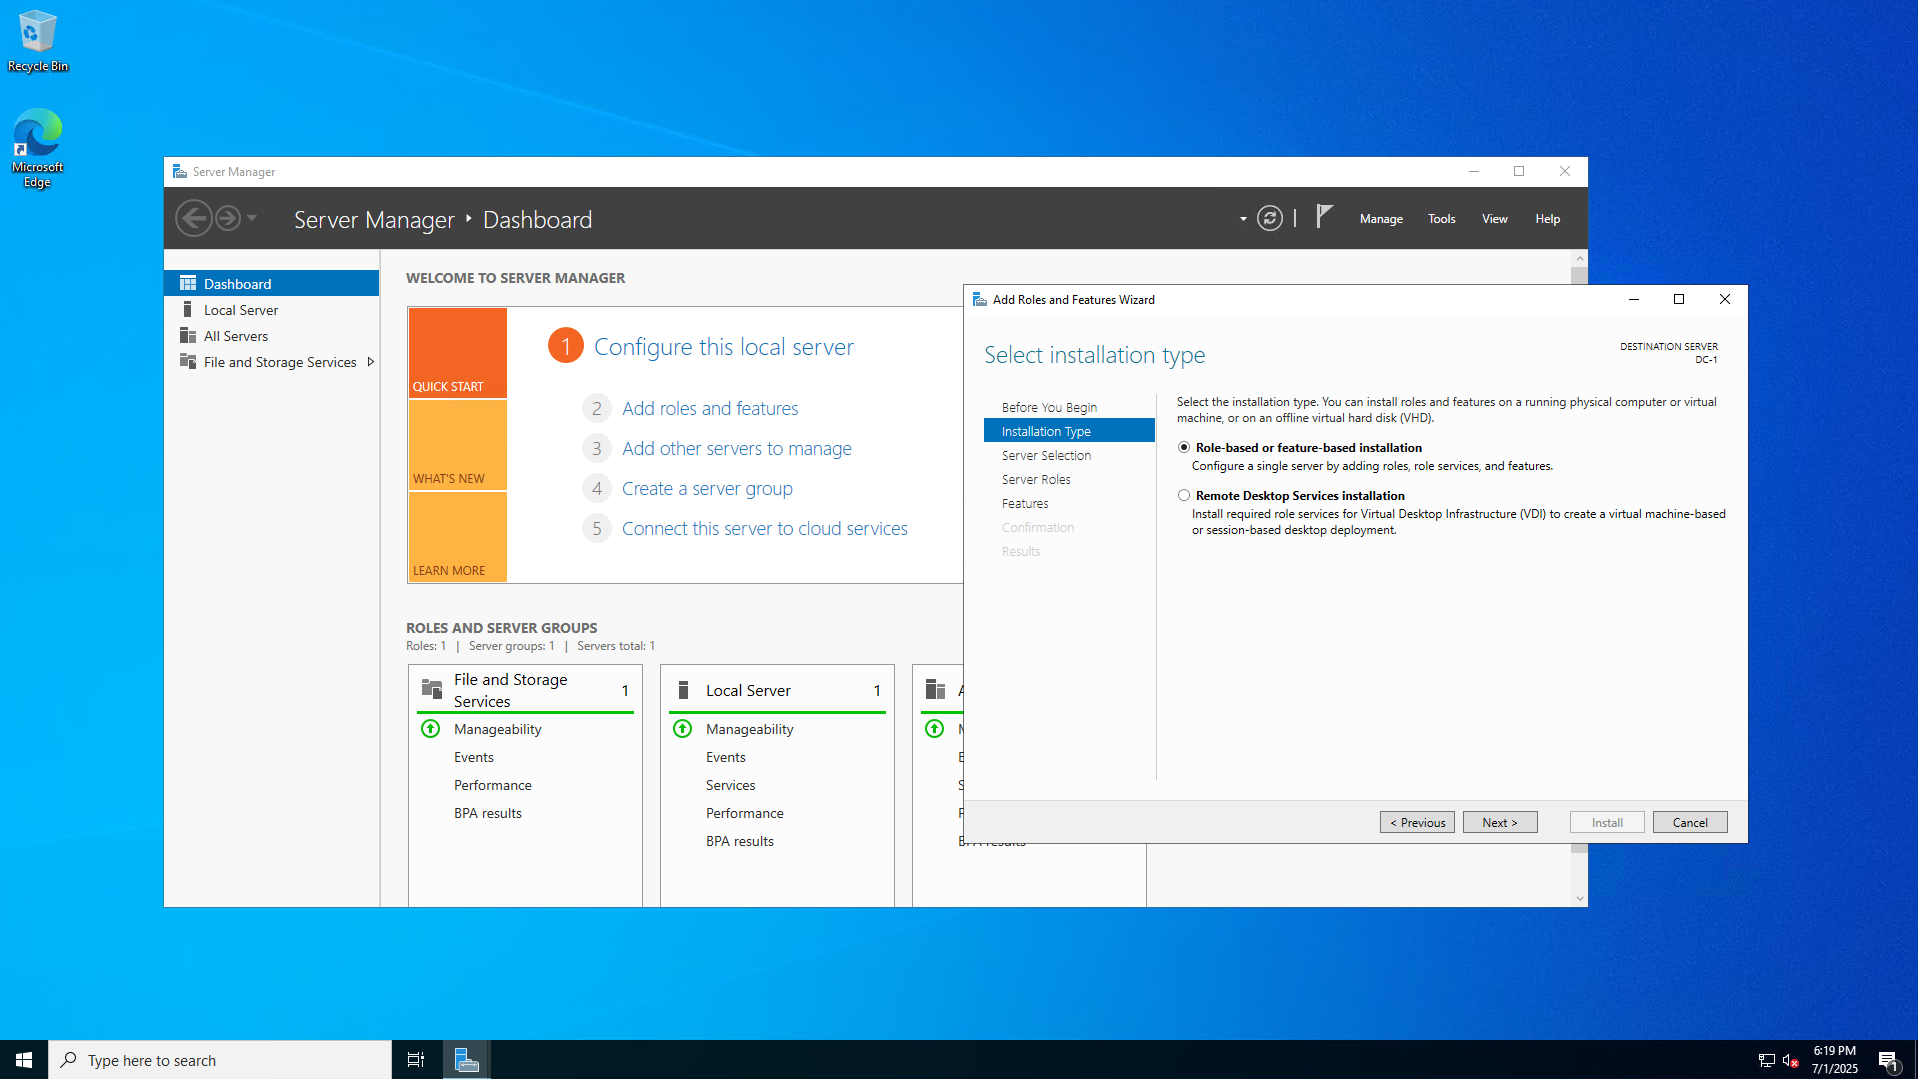 Recycle Bin
Microsoft
Edge
Server Manager
Server Manager
Dashboard
Manage
Tools
View
Help
Dashboard
Local Server
All Servers
File and Storage Services
WELCOME TO SERVER MANAGER
QUICK START
WHAT'S NEW
LEARN MORE
1 Configure this local server
2 Add roles and features
3 Add other servers to manage
4 Create a server group
5 Connect this server to cloud services
ROLES AND SERVER GROUPS
Roles: 1 | Server groups: 1 | Servers total: 1
File and Storage
Services
1
Manageability
Events
Performance
BPA results
Local Server 1
Manageability
Events
Services
Performance
BPA results
Add Roles and Features Wizard
Select installation type
DESTINATION SERVER
DC-1
Before You Begin
Installation Type
Server Selection
Server Roles
Features
Confirmation
Results
Select the installation type. You can install roles and features on a running physical computer or virtual
machine, or on an offline virtual hard disk (VHD).
Role-based or feature-based installation
Configure a single server by adding roles, role services, and features.
Remote Desktop Services installation
Install required role services for Virtual Desktop Infrastructure (VDI) to create a virtual machine-based
or session-based desktop deployment.
< Previous
Next >
Install
Cancel
Type here to search
6:19 PM
7/1/2025
1